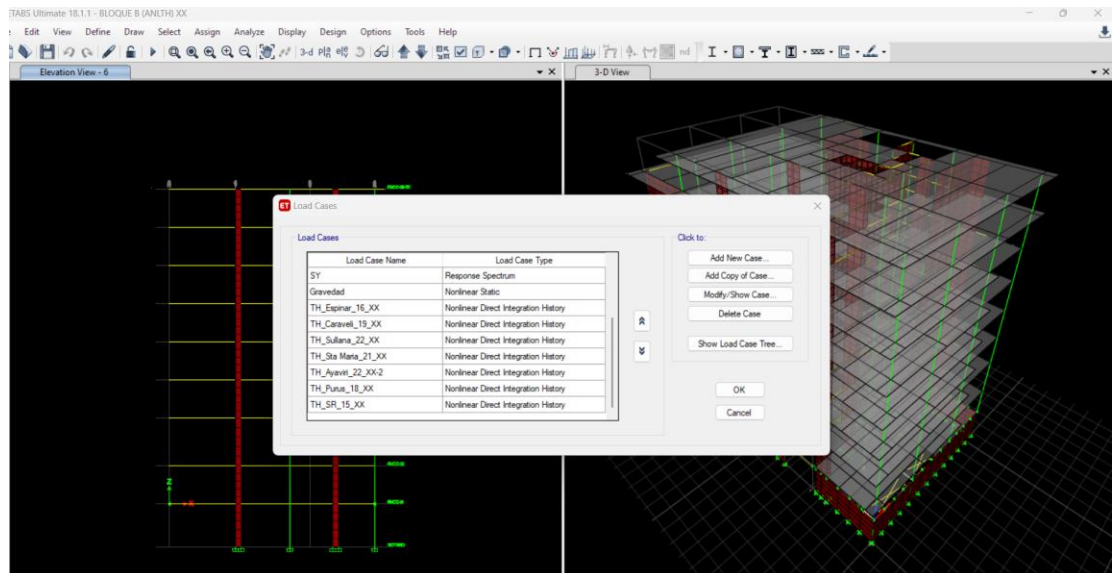 ETABS Ultimate 18.1.1 - BLOQUE B (ANLTH) XX
Edit View Define Draw Select Assign Analyze Display Design Options Tools Help
3-d
nd
Elevation View - 6
3-D View
Load Cases
Load Cases
Click to:
Load Case Name Load Case Type
SY Response Spectrum
Gravedad Nonlinear Static
TH_Espinar_16_XX Nonlinear Direct Integration History
TH_Caraveli_19_XX Nonlinear Direct Integration History
TH_Sullana_22_XX Nonlinear Direct Integration History
TH_Sta Maria_21_XX Nonlinear Direct Integration History
TH_Ayaviri_22_XX-2 Nonlinear Direct Integration History
TH_Purus_18_XX Nonlinear Direct Integration History
TH_SR_15_XX Nonlinear Direct Integration History
Add New Case...
Add Copy of Case...
Modify/Show Case...
Delete Case
Show Load Case Tree...
OK
Cancel